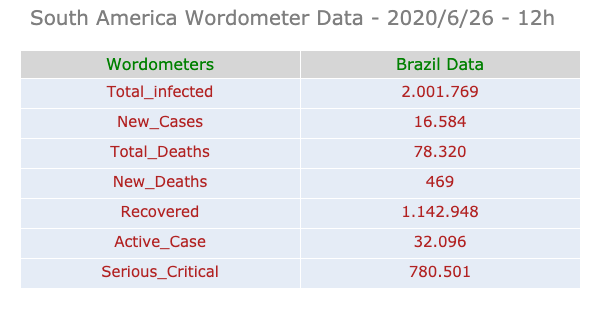 South America Wordometer Data - 2020/6/26 - 12h
Wordometers Brazil Data
Total_infected 2.001.769
New_Cases 16.584
Total_Deaths 78.320
New_Deaths 469
Recovered 1.142.948
Active_Case 32.096
Serious_Critical 780.501